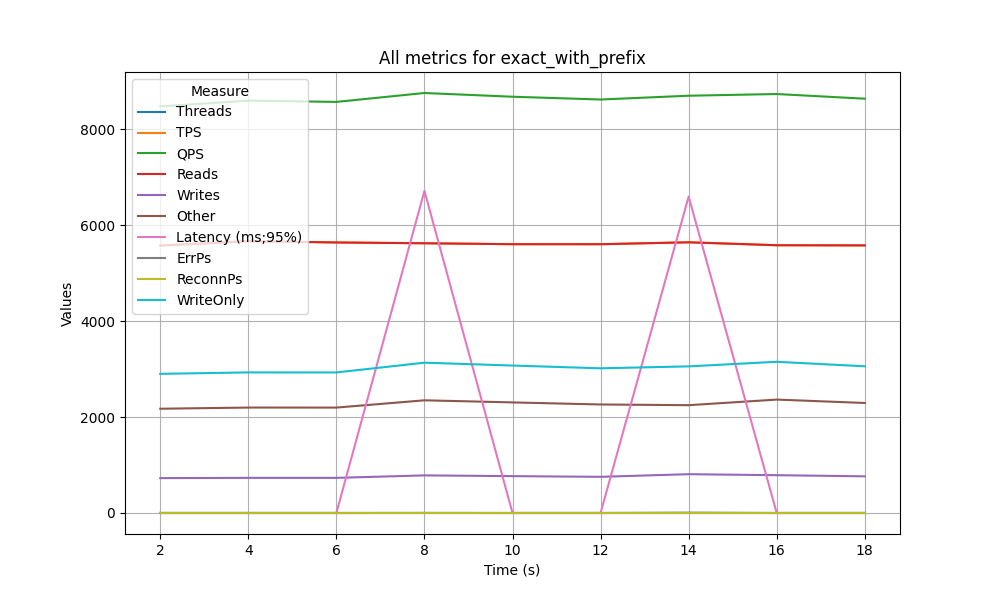 All metrics for exact_with_prefix
Measure
Threads
TPS
QPS
Reads
Writes
Other
Latency (ms;95%)
ErrPs
ReconnPs
WriteOnly
8000
6000
4000
2000
0
Values
2 4 6 8 10 12 14 16 18
Time (s)